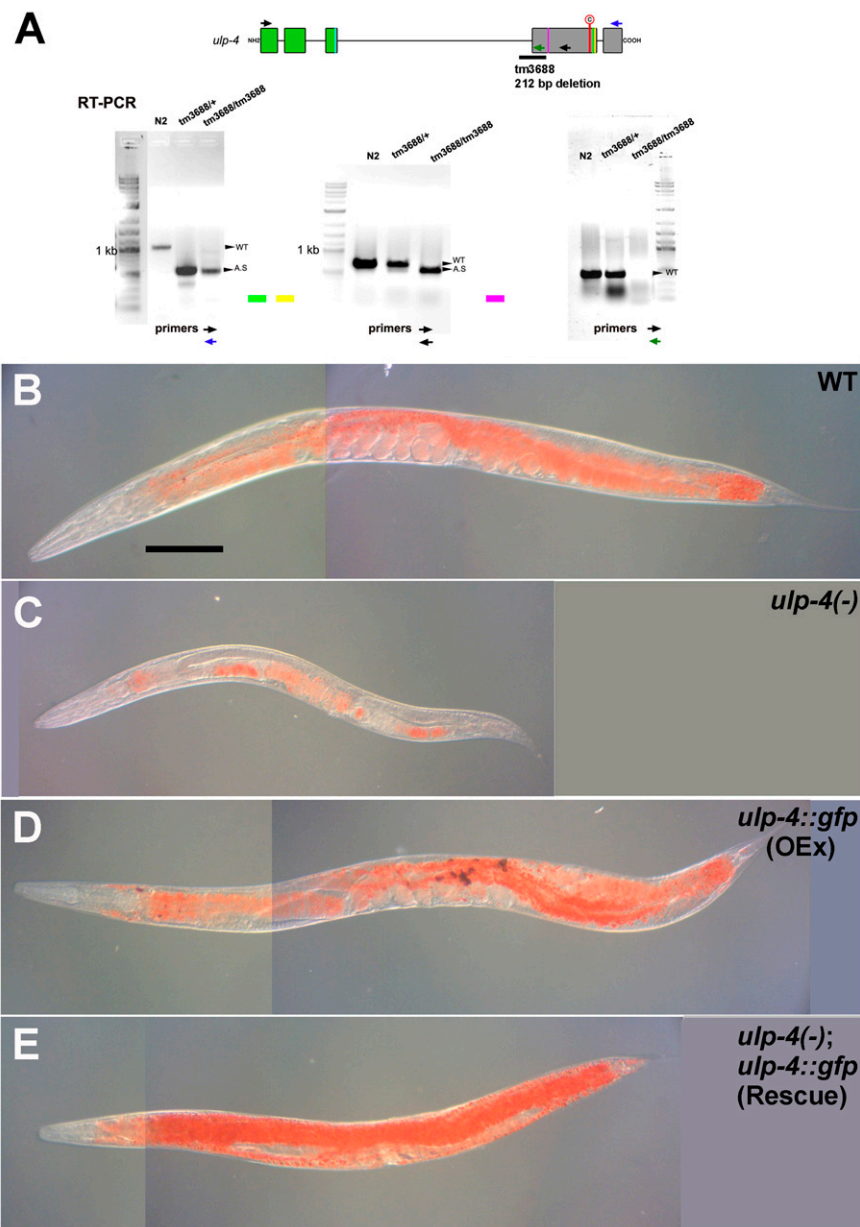 A
ulp-4
NH2
C
COOH
tm3688
212 bp deletion
RT-PCR
N2
tm3688/+
tm3688/tm3688
1 kb
WT
A.S
primers
N2
tm3688/+
tm3688/tm3688
1 kb
WT
A.S
primers
N2
tm3688/+
tm3688/tm3688
WT
primers
B
WT
C
ulp-4(-)
D
ulp-4::gfp
(OEx)
E
ulp-4(-);
ulp-4::gfp
(Rescue)